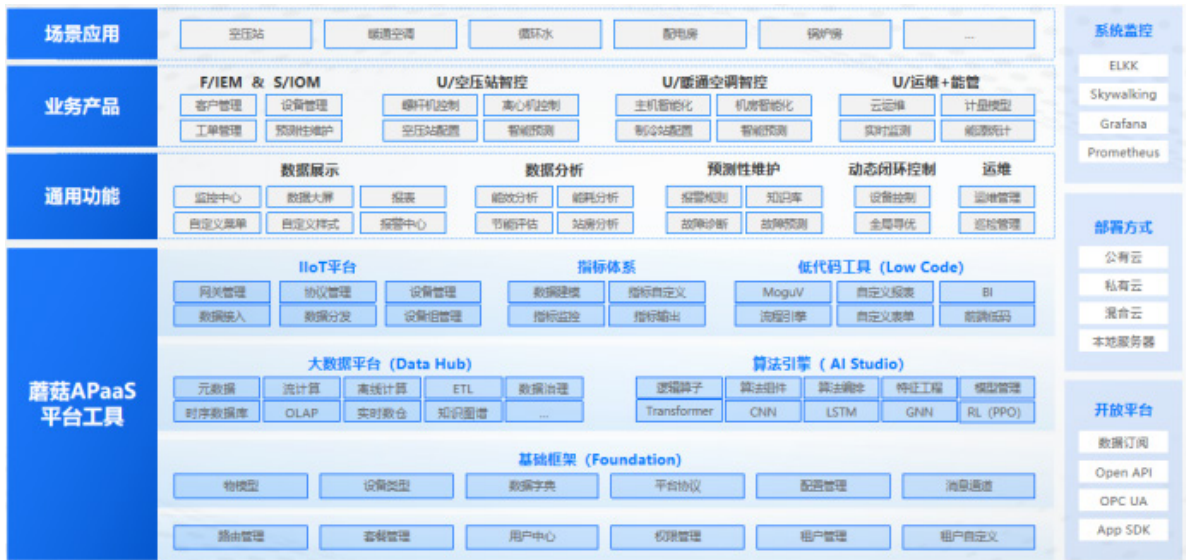 场景应用
空压站 暖通空调 循环水 配电房 锅炉房 ...
业务产品
F/IEM & S/IOM U/空压站智控 U/暖通空调智控 U/运维+能管
客户管理 设备管理 螺杆机控制 离心机控制 主机智能化 机房智能化 云运维 计量模型
工单管理 预测性维护 空压站配置 智能预测 制冷站配置 智能预测 实时监测 能源统计
通用功能
数据展示 数据分析 预测性维护 动态闭环控制 运维
监控中心 数据大屏 报表 能效分析 能耗分析 报警规则 知识库 设备控制 运维管理
自定义菜单 自定义样式 报警中心 节能评估 站房分析 故障诊断 故障预测 全局寻优 巡检管理
蘑菇APaaS
平台工具
IIoT平台 指标体系 低代码工具 (Low Code)
网关管理 协议管理 设备管理 数据建模 指标自定义 MoguV 自定义报表 BI
数据接入 数据分发 设备组管理 指标监控 指标输出 流程引擎 自定义表单 前端低码
大数据平台 (Data Hub) 算法引擎 ( AI Studio)
元数据 流计算 离线计算 ETL 数据治理 逻辑算子 算法组件 算法编排 特征工程 模型管理
时序数据库 OLAP 实时数仓 知识图谱 ... Transformer CNN LSTM GNN RL (PPO)
基础框架 (Foundation)
物模型 设备类型 数据字典 平台协议 配置管理 消息通道
路由管理 套餐管理 用户中心 权限管理 租户管理 租户自定义
系统监控
ELKK
Skywalking
Grafana
Prometheus
部署方式
公有云
私有云
混合云
本地服务器
开放平台
数据订阅
Open API
OPC UA
App SDK